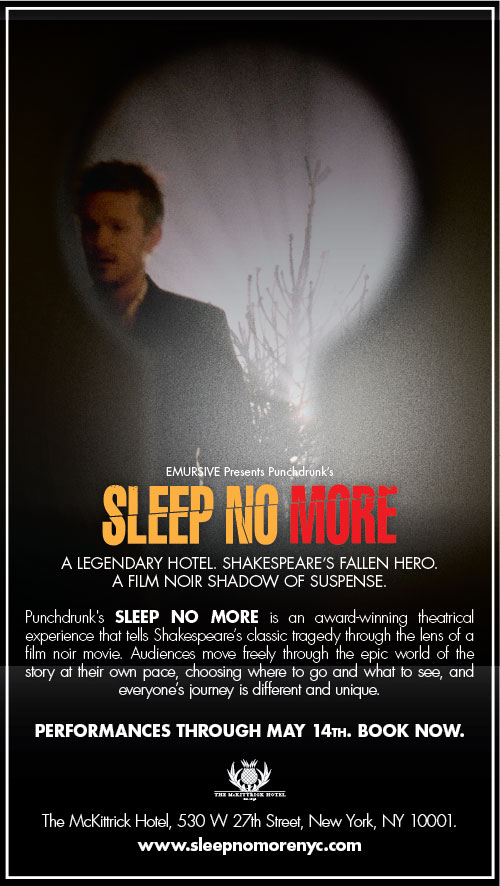 EMURSIVE Presents Punchdrunk's
SLEEP NO MORE
A LEGENDARY HOTEL. SHAKESPEARE'S FALLEN HERO.
A FILM NOIR SHADOW OF SUSPENSE.
Punchdrunk's SLEEP NO MORE is an award-winning theatrical
experience that tells Shakespeare's classic tragedy through the lens of a
film noir movie. Audiences move freely through the epic world of the
story at their own pace, choosing where to go and what to see, and
everyone's journey is different and unique.
PERFORMANCES THROUGH MAY 14TH. BOOK NOW.
THE McKITTRICK HOTEL
The McKittrick Hotel, 530 W 27th Street, New York, NY 10001.
www.sleepnomorenyc.com